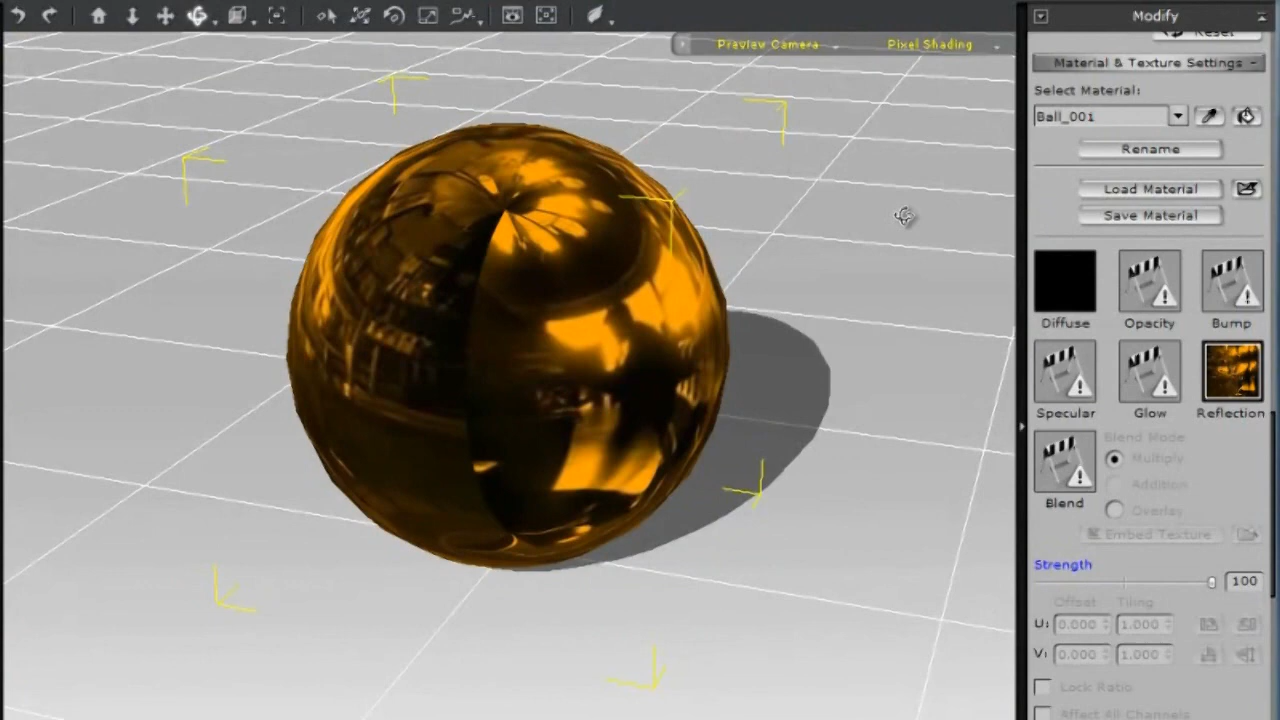 Preview Camera
Pixel Shading
Modify
Reset
Material & Texture Settings
Select Material:
Ball_001
Rename
Load Material
Save Material
Diffuse
Opacity
Bump
Specular
Glow
Reflection
Blend Mode
Multiply
Addition
Overlay
Blend
Embed Texture
Strength
100
Offset Tiling
U: 0.000 1.000
V: 0.000 1.000
Lock Ratio
Affect All Channels